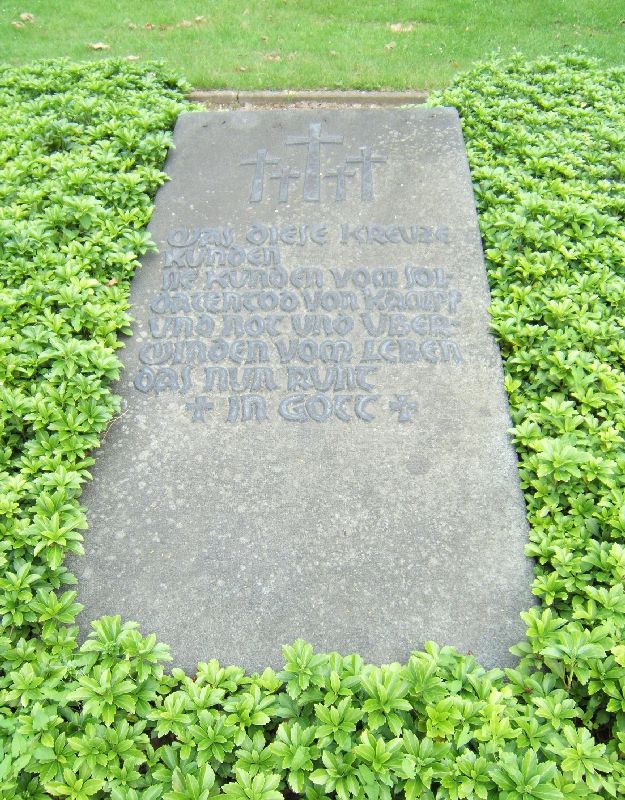 WAS DIESE KREUZE
KÜNDEN
SIE KÜNDEN VOM SOL-
DATENTOD VON KAMPF
UND NOT UND ÜBER-
WINDEN VOM LEBEN
DAS NUN RUHT
IN GOTT